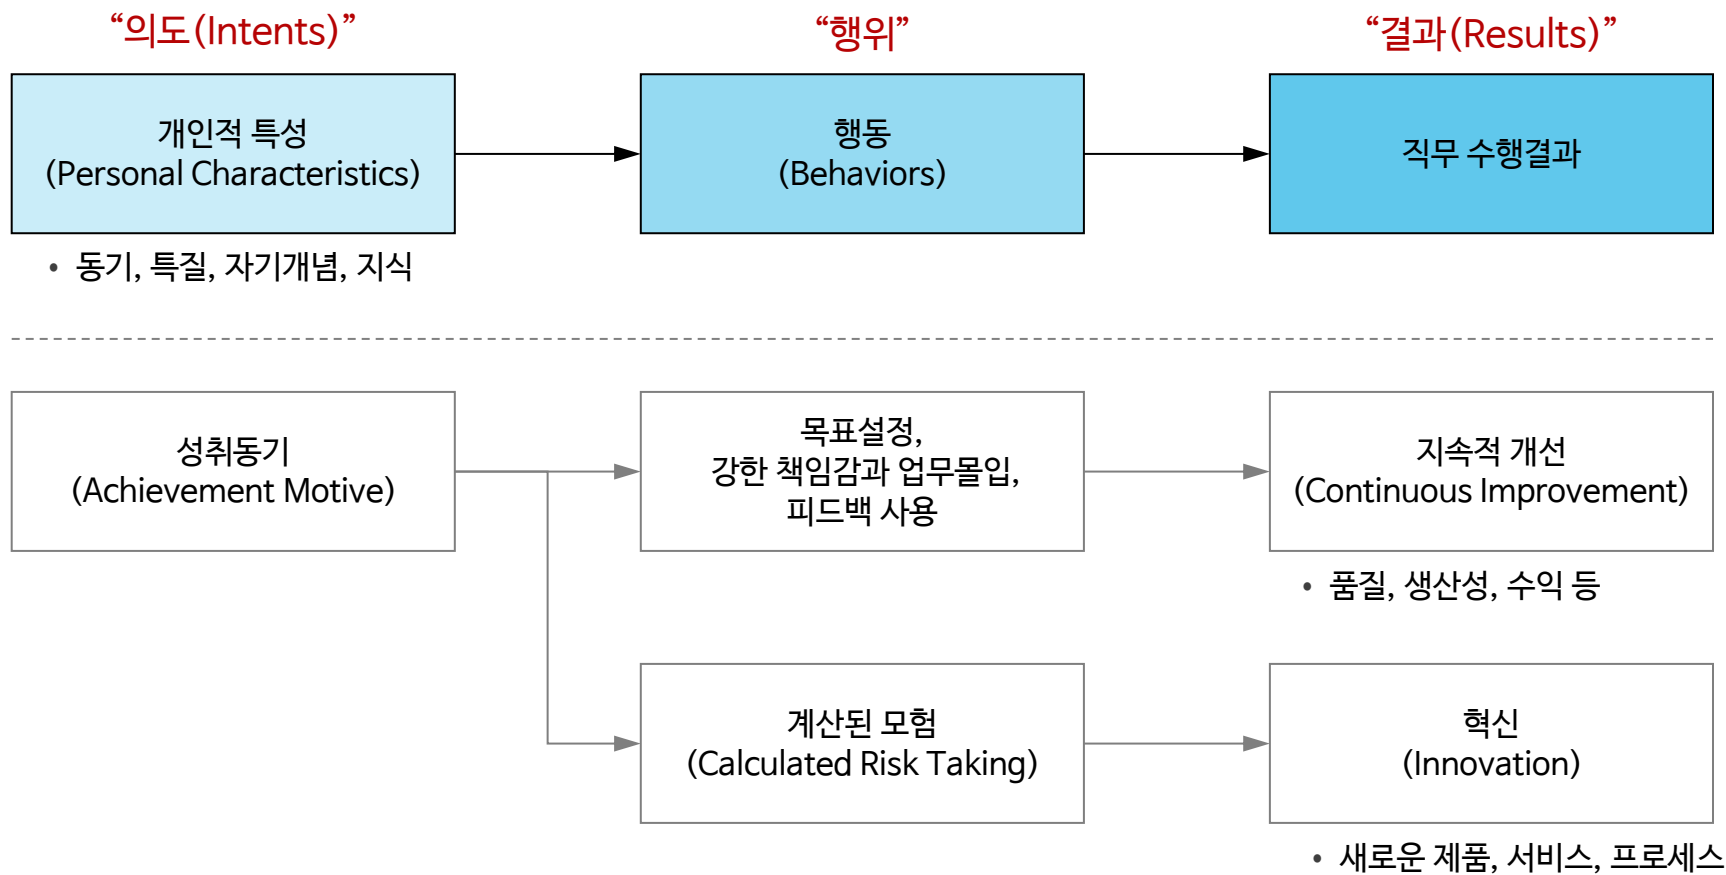 “의도(Intents)”
“행위”
“결과(Results)”
개인적 특성
(Personal Characteristics)
행동
(Behaviors)
직무 수행결과
• 동기, 특질, 자기개념, 지식
성취동기
(Achievement Motive)
목표설정,
강한 책임감과 업무몰입,
피드백 사용
지속적 개선
(Continuous Improvement)
• 품질, 생산성, 수익 등
계산된 모험
(Calculated Risk Taking)
혁신
(Innovation)
• 새로운 제품, 서비스, 프로세스